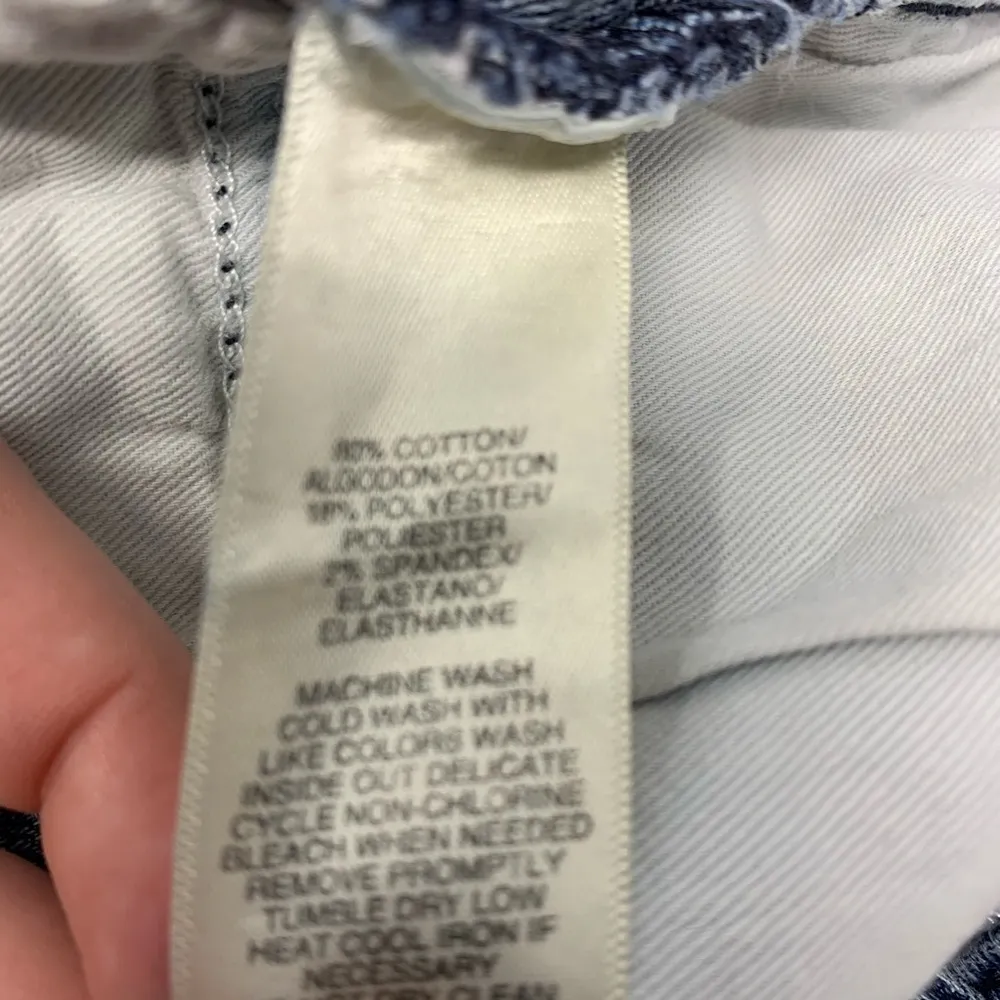 80% COTTON/
ALGODON/COTON
18% POLYESTER/
POLIESTER
2% SPANDEX/
ELASTANO/
ELASTHANNE
MACHINE WASH
COLD WASH WITH
LIKE COLORS WASH
INSIDE OUT DELICATE
CYCLE NON-CHLORINE
BLEACH WHEN NEEDED
REMOVE PROMPTLY
TUMBLE DRY LOW
HEAT COOL IRON IF
NECESSARY
DRY CLEAN